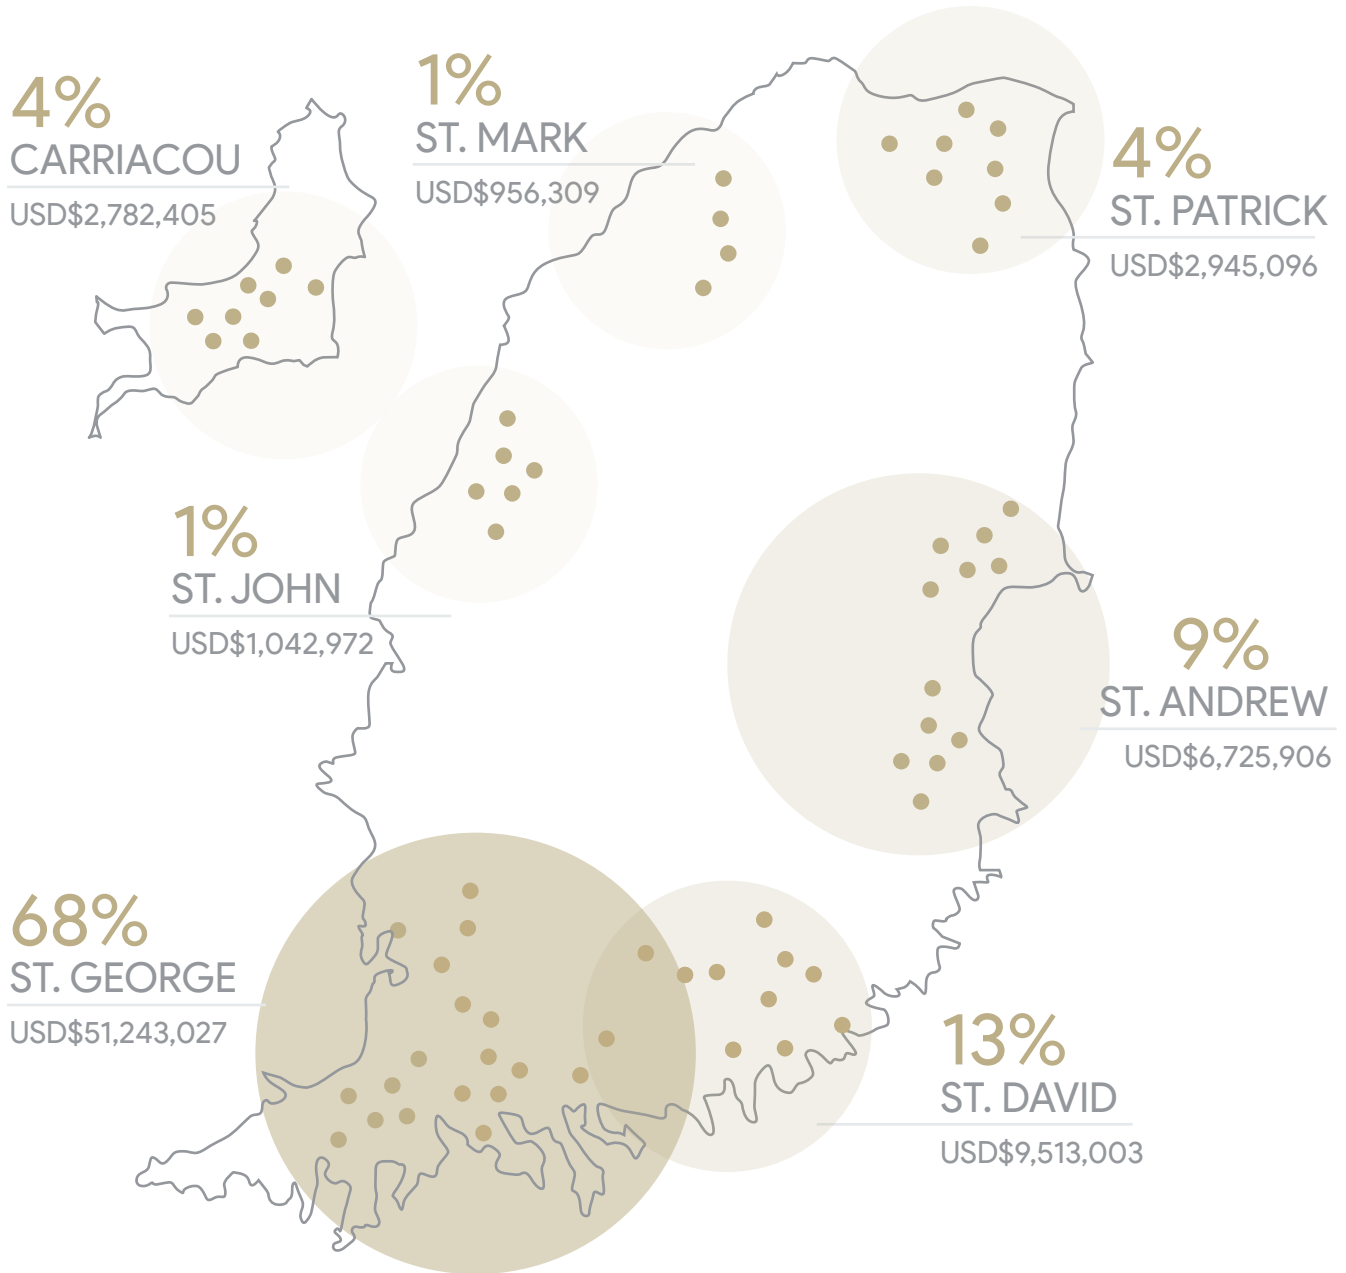 4%
CARRIACOU
USD$2,782,405
1%
ST. MARK
USD$956,309
4%
ST. PATRICK
USD$2,945,096
1%
ST. JOHN
USD$1,042,972
9%
ST. ANDREW
USD$6,725,906
68%
ST. GEORGE
USD$51,243,027
13%
ST. DAVID
USD$9,513,003